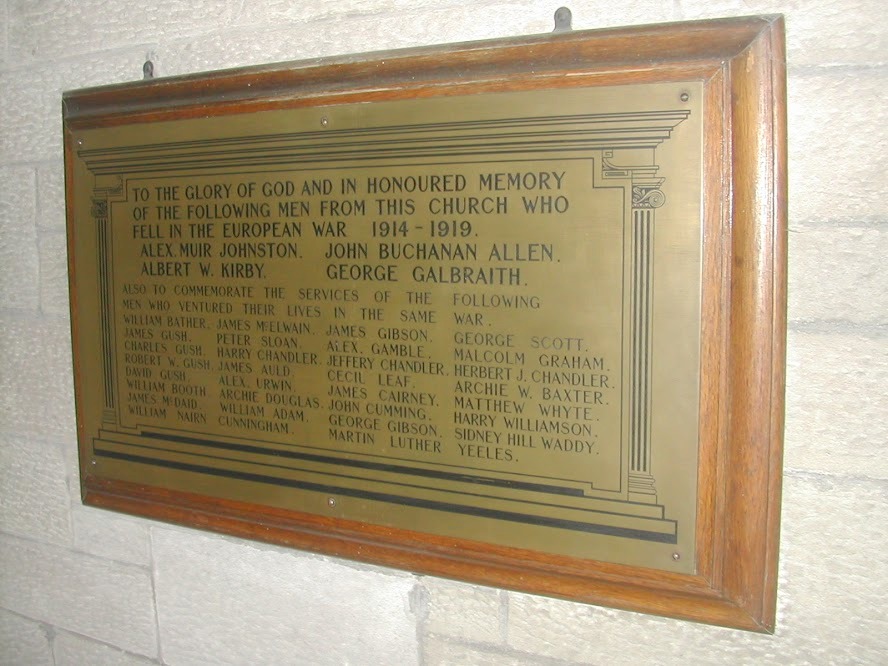 TO THE GLORY OF GOD AND IN HONOURED MEMORY
OF THE FOLLOWING MEN FROM THIS CHURCH WHO
FELL IN THE EUROPEAN WAR 1914-1919.
ALEX. MUIR JOHNSTON. JOHN BUCHANAN ALLEN.
ALBERT W. KIRBY. GEORGE GALBRAITH.
ALSO TO COMMEMORATE THE SERVICES OF THE FOLLOWING
MEN WHO VENTURED THEIR LIVES IN THE SAME WAR.
WILLIAM BATHER. JAMES McELWAIN. JAMES GIBSON. GEORGE SCOTT.
JAMES GUSH. PETER SLOAN. ALEX. GAMBLE. MALCOLM GRAHAM.
CHARLES GUSH. HARRY CHANDLER. JEFFERY CHANDLER. HERBERT J. CHANDLER.
ROBERT W. GUSH. JAMES AULD. CECIL LEAF. ARCHIE W. BAXTER.
DAVID GUSH. ALEX. URWIN. JAMES CAIRNEY. MATTHEW WHYTE.
WILLIAM BOOTH. ARCHIE DOUGLAS. JOHN CUMMING. HARRY WILLIAMSON.
JAMES McDAID. WILLIAM ADAM. GEORGE GIBSON. SIDNEY HILL WADDY.
WILLIAM NAIRN CUNNINGHAM. MARTIN LUTHER YEELES.